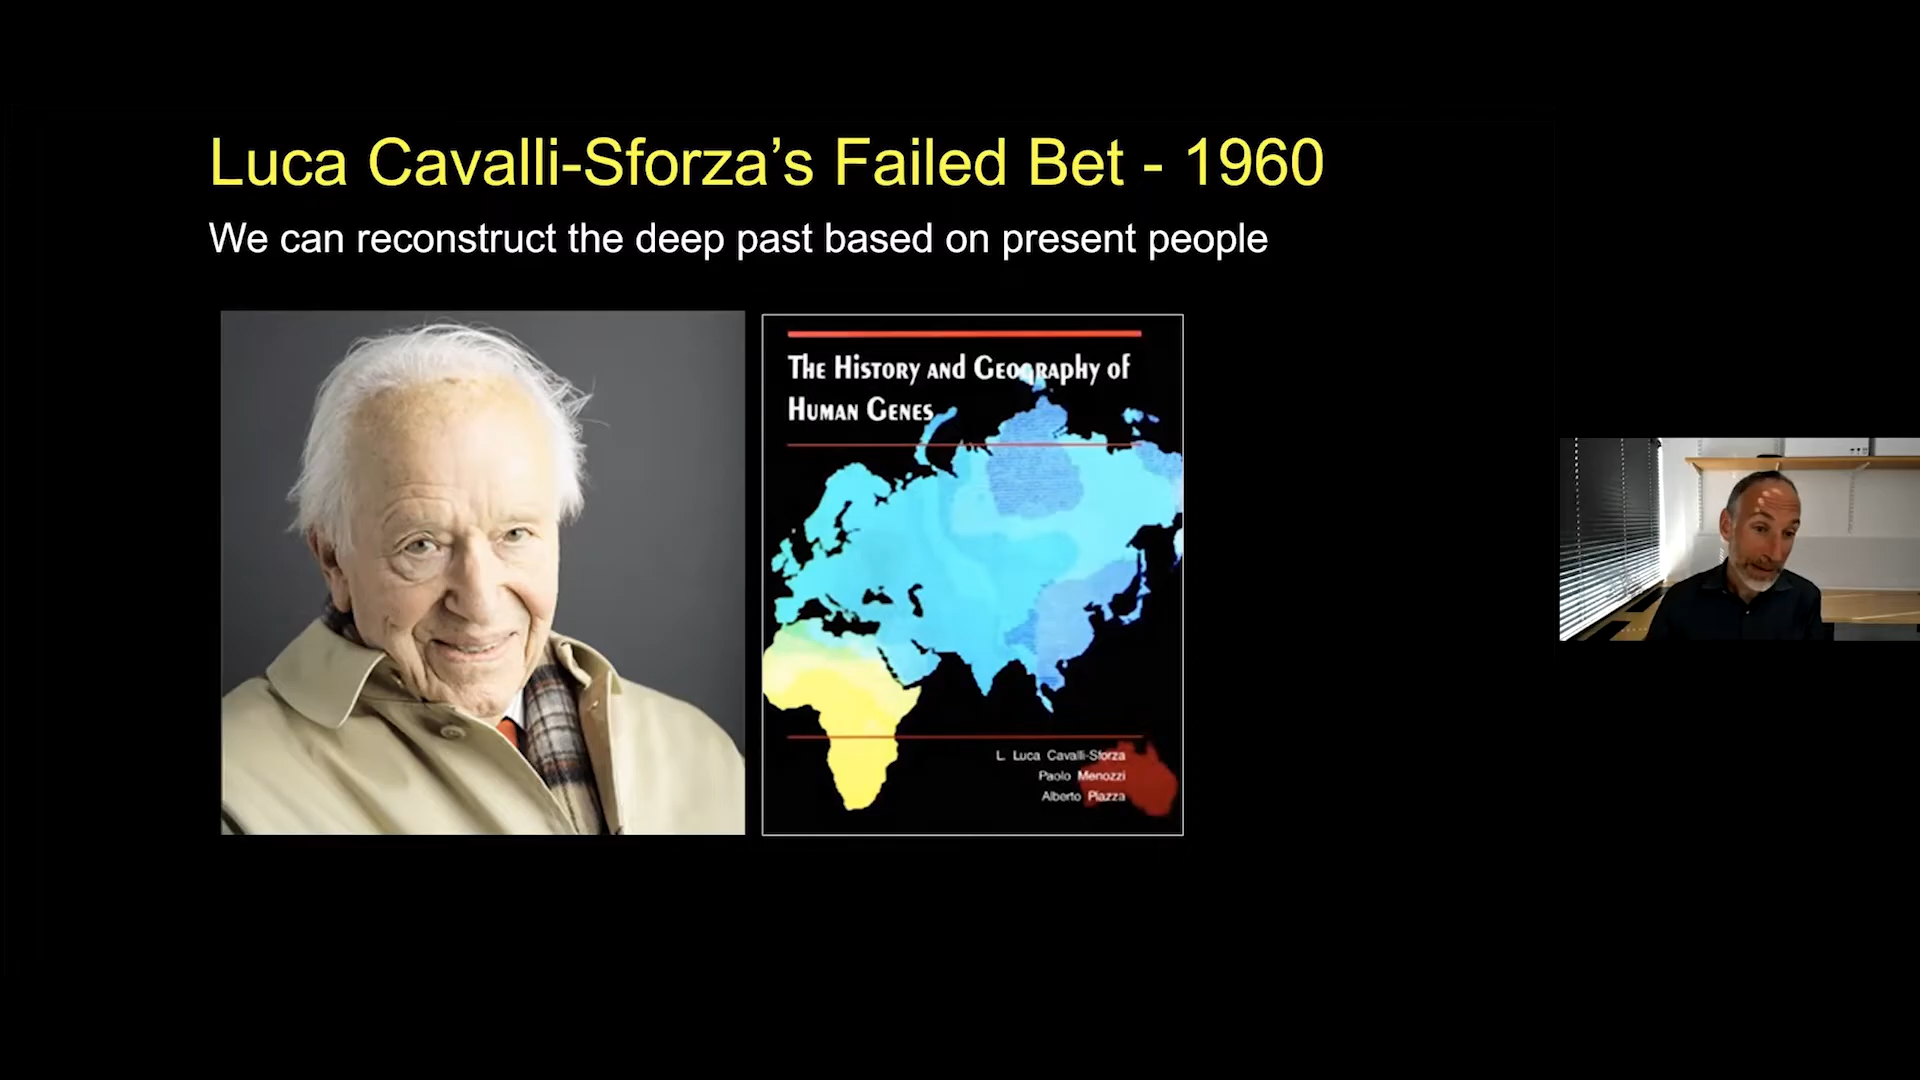 Luca Cavalli-Sforza’s Failed Bet - 1960
We can reconstruct the deep past based on present people
The History and Geography of
Human Genes
L. Luca Cavalli-Sforza
Paolo Menozzi
Alberto Piazza